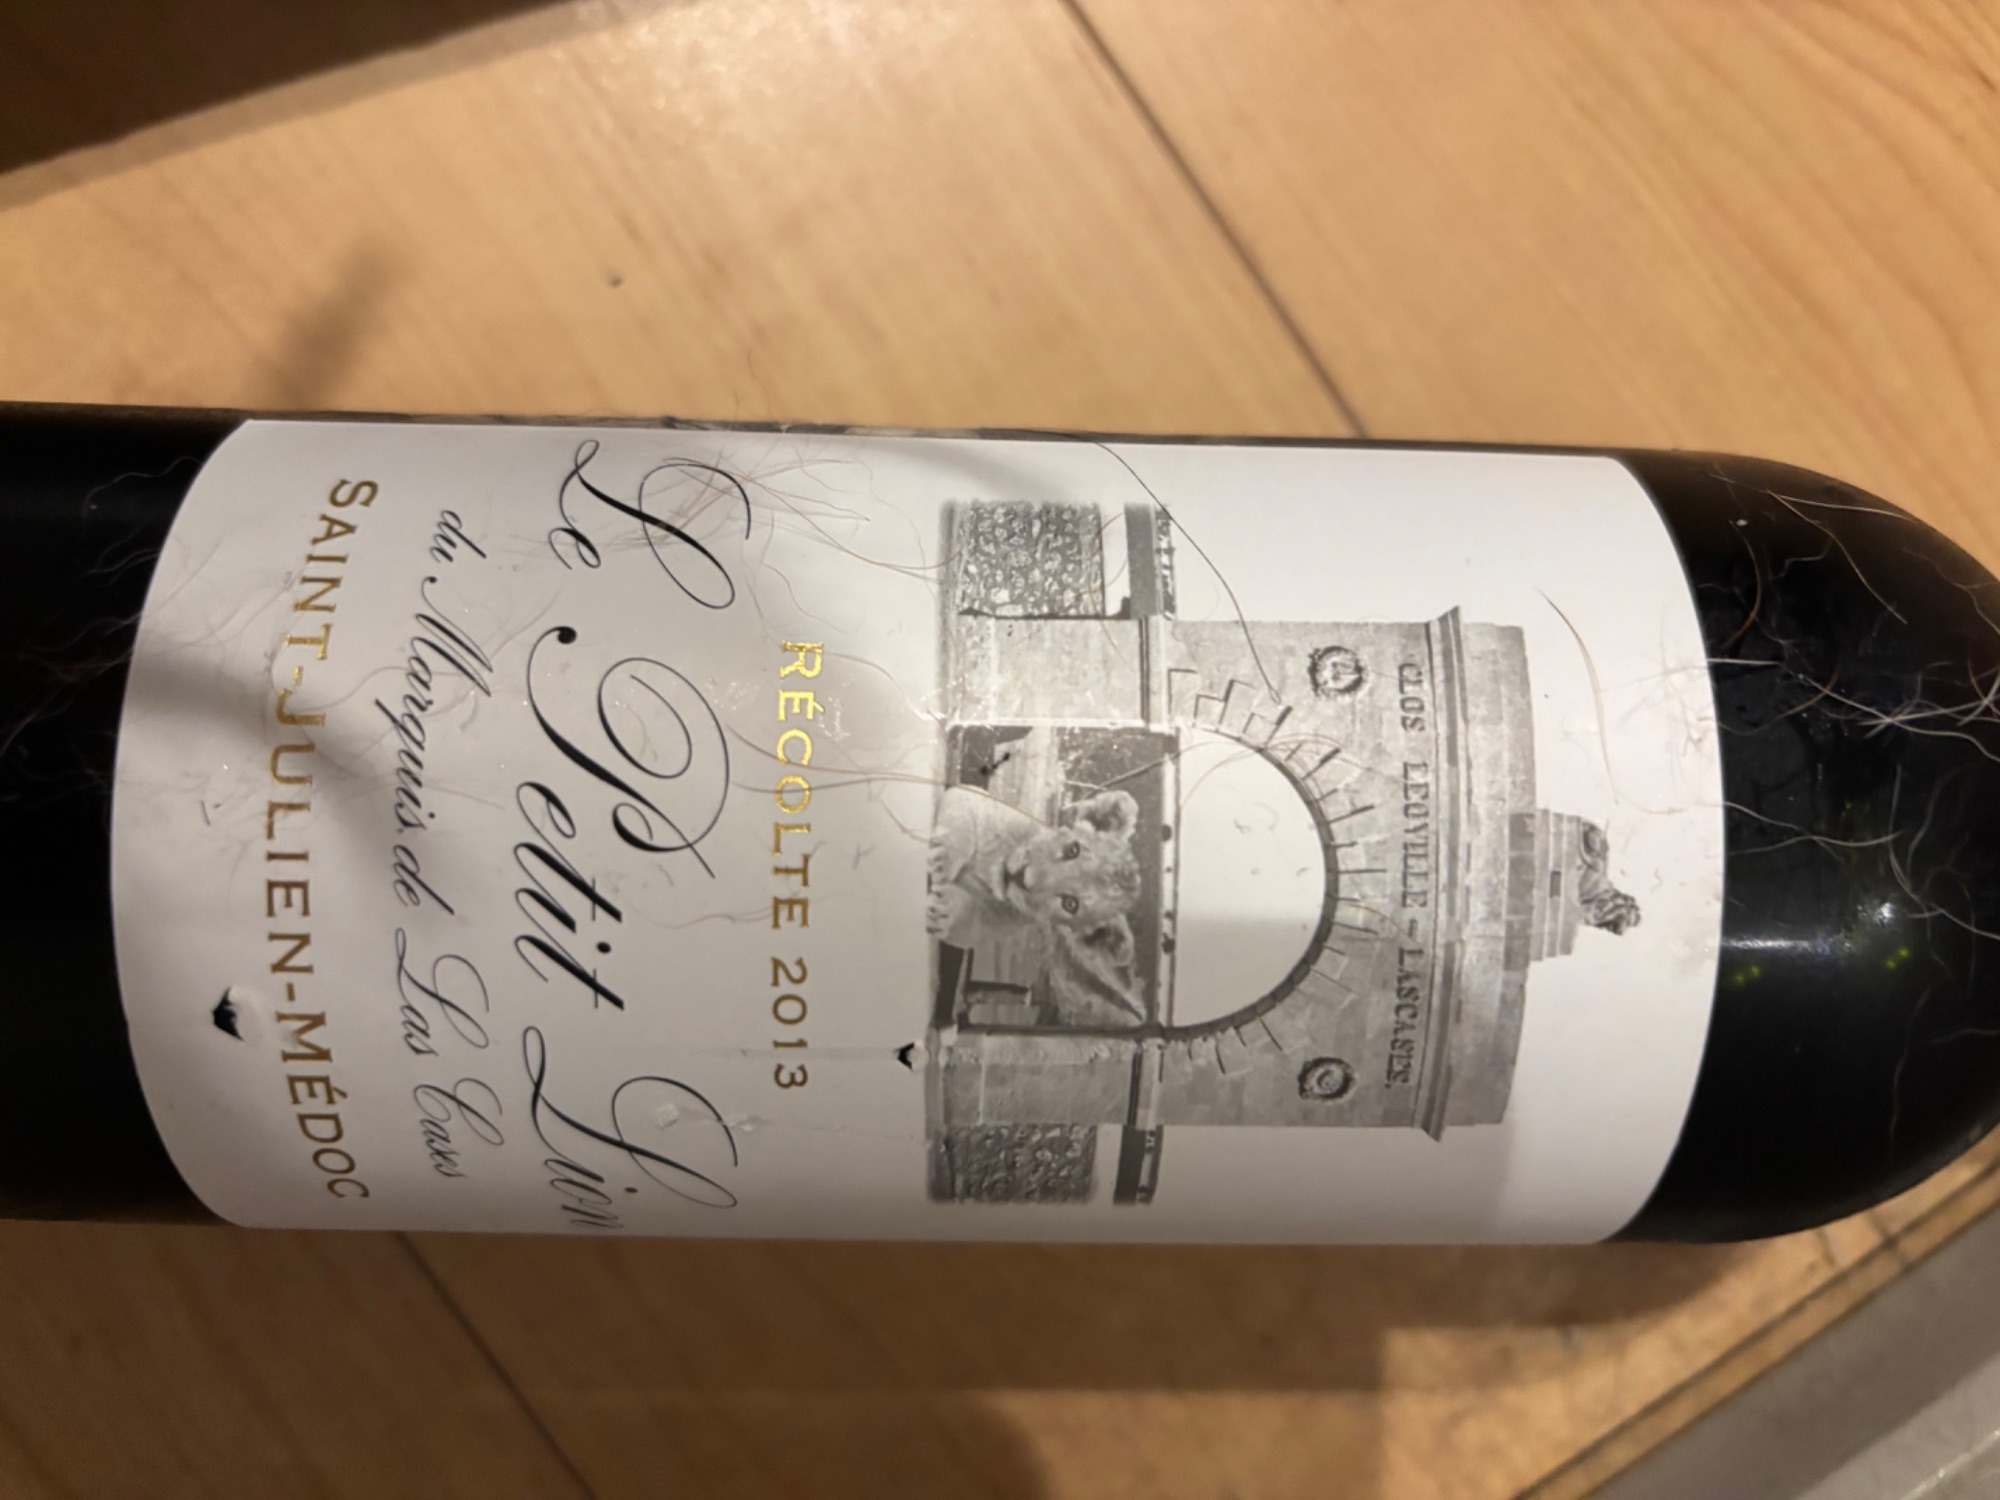 CLOS LEOVILLE - LASCASES.
RÉCOLTE 2013
Le Petit Lion
du Marquis de Las Cases
SAINT-JULIEN-MÉDOC